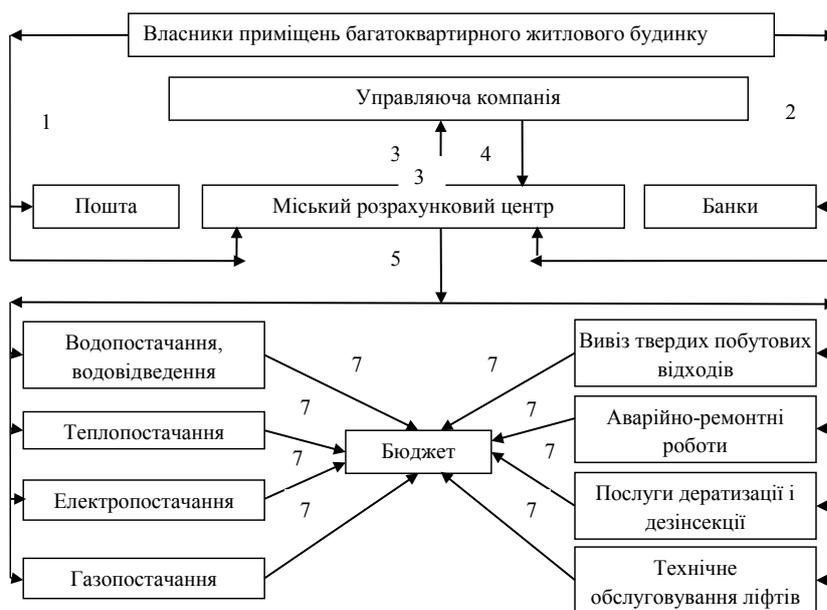 Власники приміщень багатоквартирного житлового будинку
Управляюча компанія
1
2
3
4
3
Пошта
Міський розрахунковий центр
Банки
5
Водопостачання,
водовідведення
7
7
Вивіз твердих побутових
відходів
Теплопостачання
7
Бюджет
7
Аварійно-ремонтні
роботи
Електропостачання
7
7
Послуги дератизації і
дезінсекції
Газопостачання
7
7
Технічне
обслуговування ліфтів